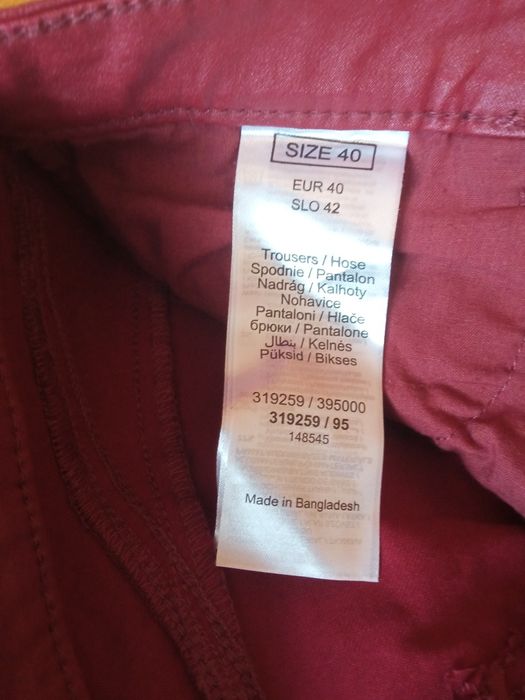 SIZE 40
EUR 40
SLO 42
Trousers / Hose
Spodnie / Pantalon
Nadrág / Kalhoty
Nohavice
Pantaloni / Hlače
брюки / Pantalone
بنطال / Kelnės
Püksid / Bikses
319259 / 395000
319259 / 95
148545
Made in Bangladesh